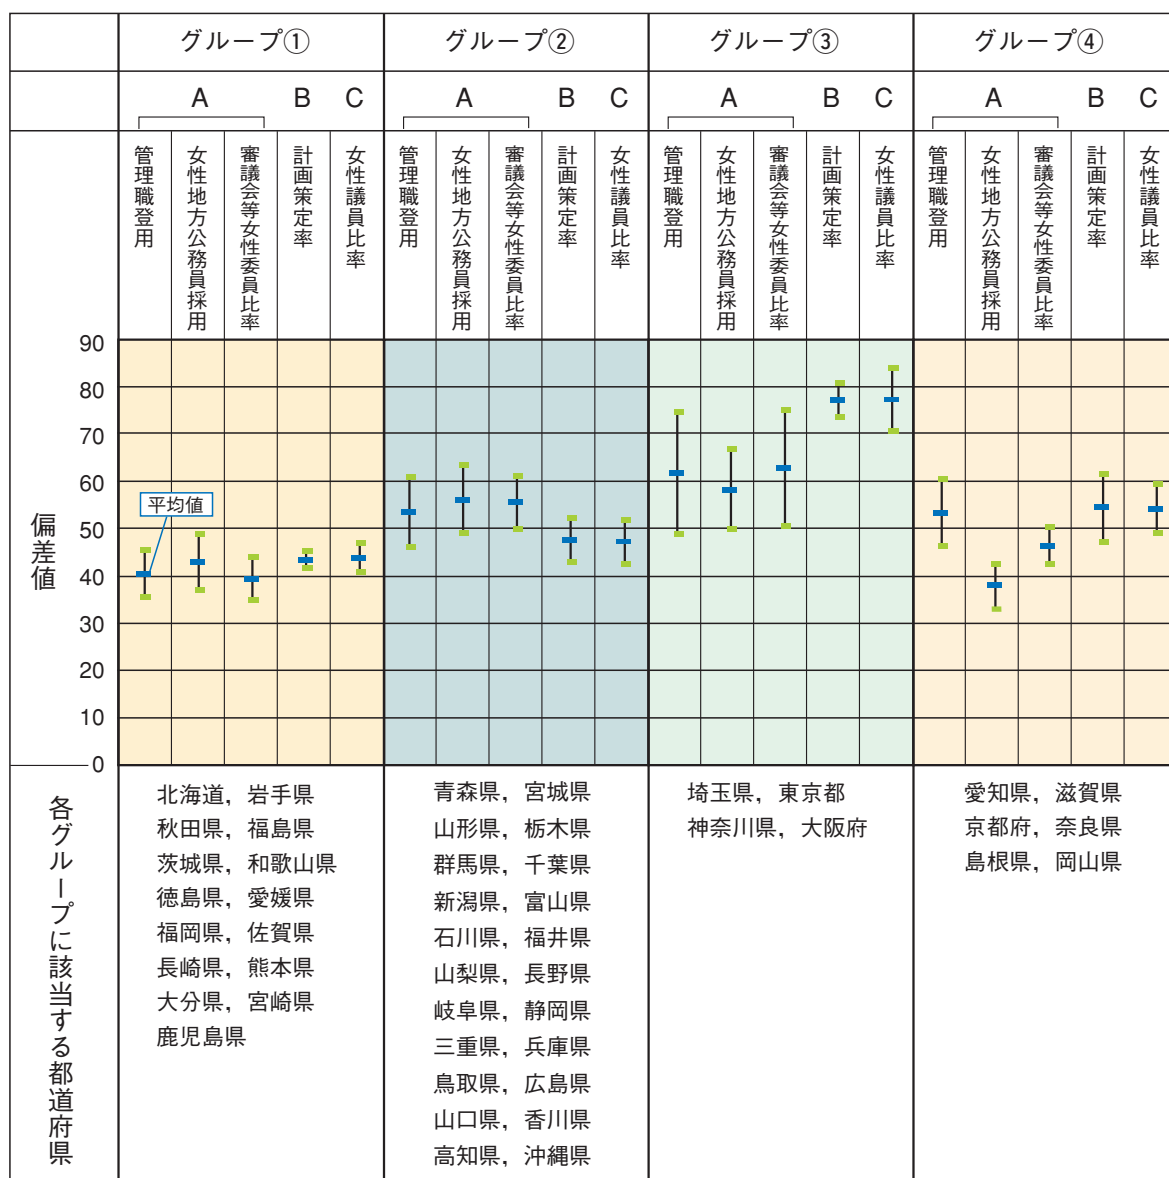 グループ①
グループ②
グループ③
グループ④
A B C
A B C
A B C
A B C
管理職登用
女性地方公務員採用
審議会等女性委員比率
計画策定率
女性議員比率
管理職登用
女性地方公務員採用
審議会等女性委員比率
計画策定率
女性議員比率
管理職登用
女性地方公務員採用
審議会等女性委員比率
計画策定率
女性議員比率
管理職登用
女性地方公務員採用
審議会等女性委員比率
計画策定率
女性議員比率
偏差値
90
80
70
60
50
40
30
20
10
0
平均値
各グループに該当する都道府県
北海道，岩手県
秋田県，福島県
茨城県，和歌山県
徳島県，愛媛県
福岡県，佐賀県
長崎県，熊本県
大分県，宮崎県
鹿児島県
青森県，宮城県
山形県，栃木県
群馬県，千葉県
新潟県，富山県
石川県，福井県
山梨県，長野県
岐阜県，静岡県
三重県，兵庫県
鳥取県，広島県
山口県，香川県
高知県，沖縄県
埼玉県，東京都
神奈川県，大阪府
愛知県，滋賀県
京都府，奈良県
島根県，岡山県